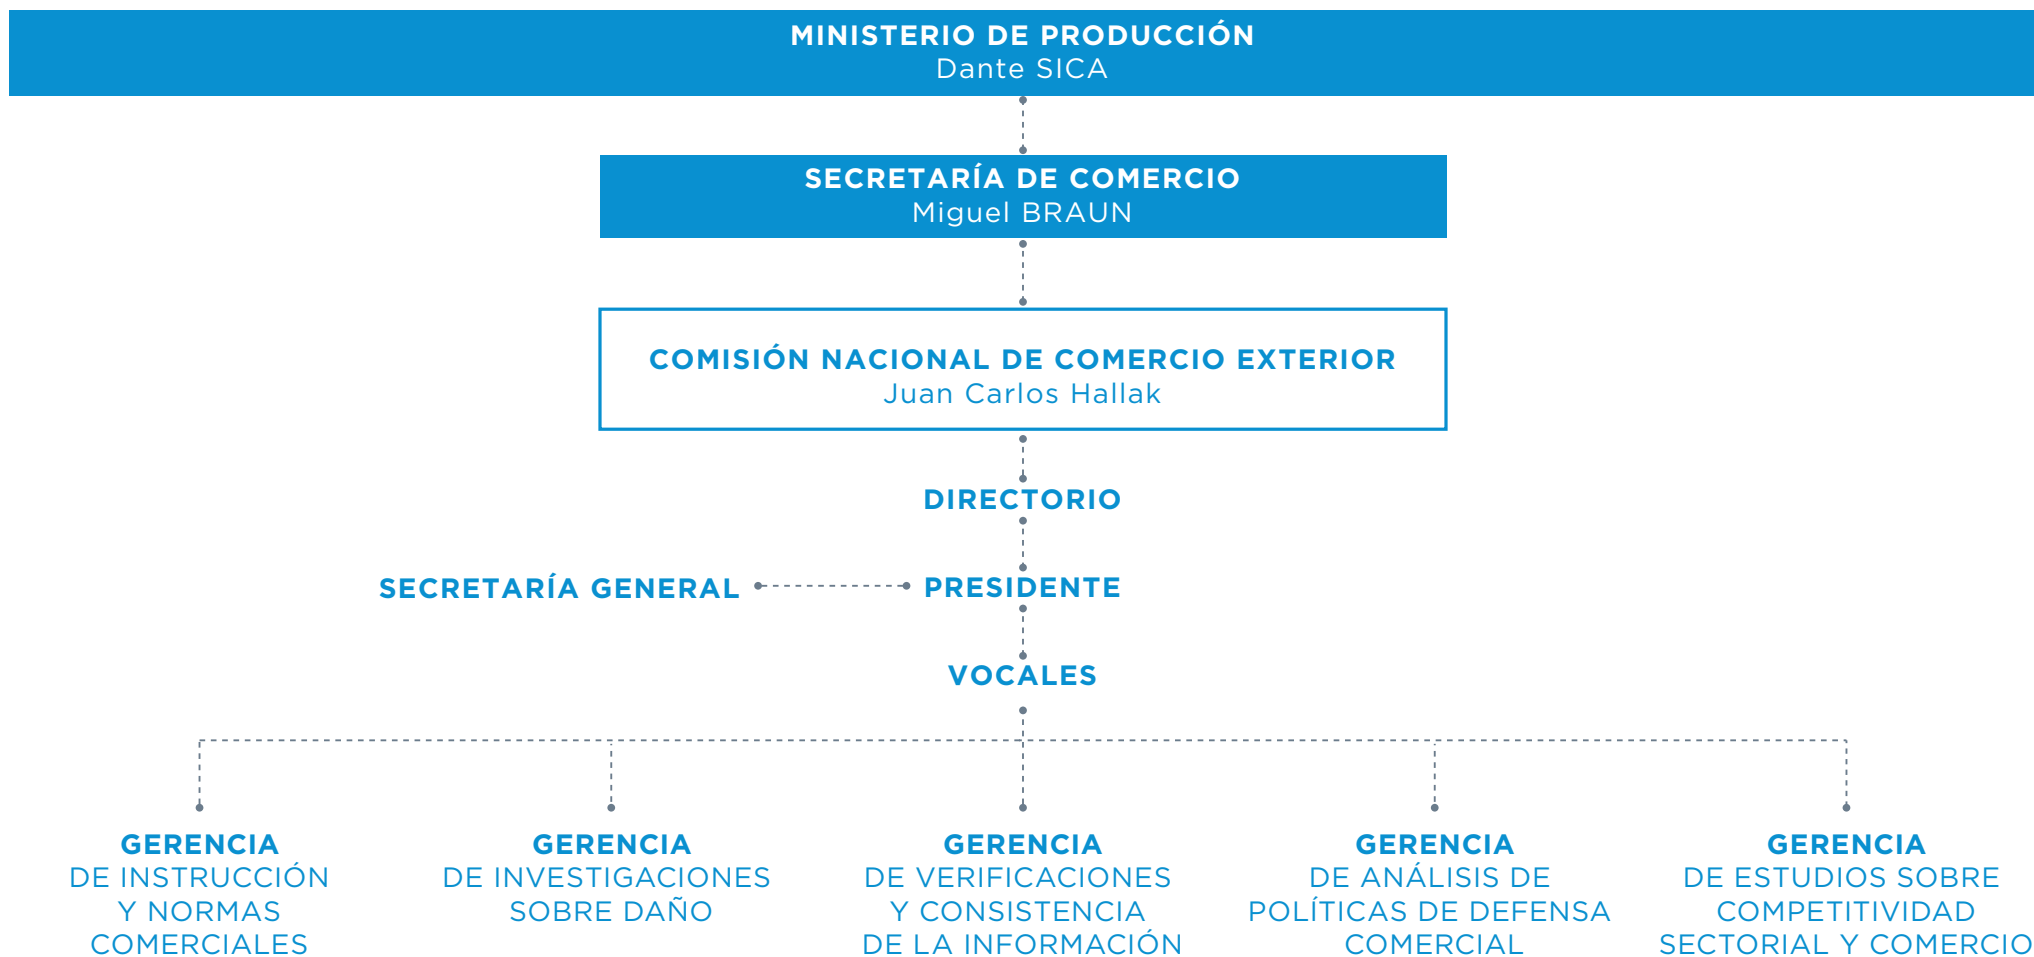 MINISTERIO DE PRODUCCIÓN
Dante SICA
SECRETARÍA DE COMERCIO
Miguel BRAUN
COMISIÓN NACIONAL DE COMERCIO EXTERIOR
Juan Carlos Hallak
DIRECTORIO
SECRETARÍA GENERAL
PRESIDENTE
VOCALES
GERENCIA
DE INSTRUCCIÓN
Y NORMAS
COMERCIALES
GERENCIA
DE INVESTIGACIONES
SOBRE DAÑO
GERENCIA
DE VERIFICACIONES
Y CONSISTENCIA
DE LA INFORMACIÓN
GERENCIA
DE ANÁLISIS DE
POLÍTICAS DE DEFENSA
COMERCIAL
GERENCIA
DE ESTUDIOS SOBRE
COMPETITIVIDAD
SECTORIAL Y COMERCIO